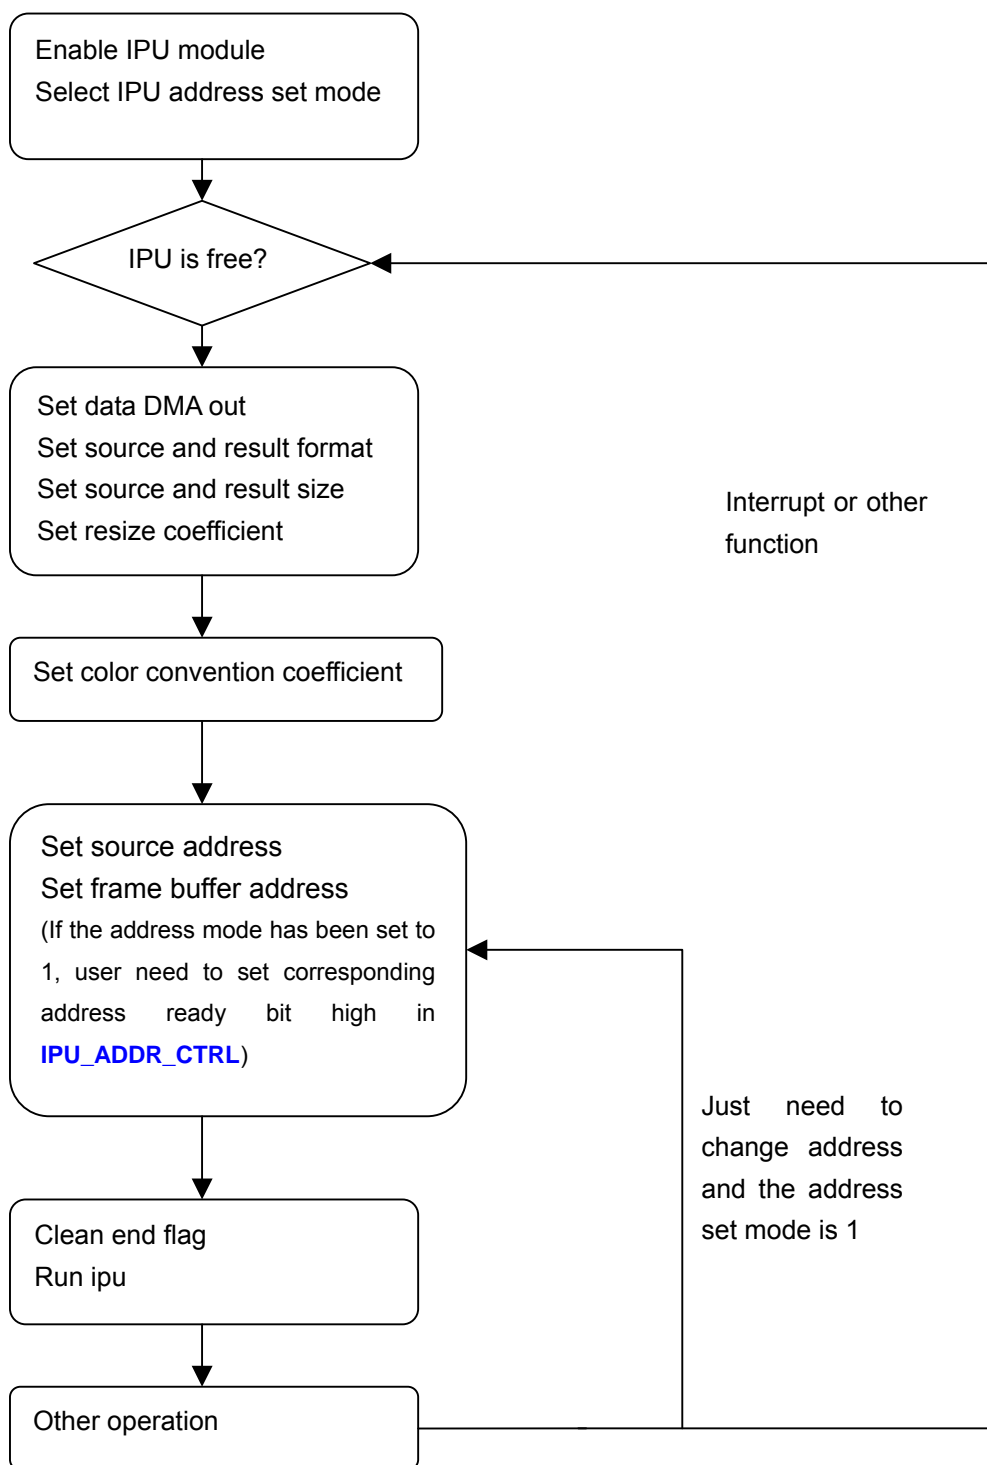 Enable IPU module
Select IPU address set mode
IPU is free?
Set data DMA out
Set source and result format
Set source and result size
Set resize coefficient
Interrupt or other
function
Set color convention coefficient
Set source address
Set frame buffer address
(If the address mode has been set to
1, user need to set corresponding
address ready bit high in
IPU_ADDR_CTRL)
Just need to
change address
and the address
set mode is 1
Clean end flag
Run ipu
Other operation